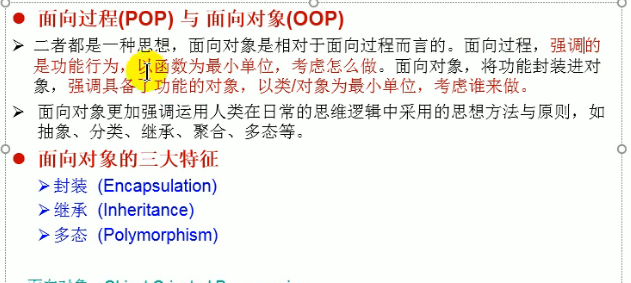 面向过程(POP) 与 面向对象(OOP)
二者都是一种思想，面向对象是相对于面向过程而言的。面向过程，强调的
是功能行为，以函数为最小单位，考虑怎么做。面向对象，将功能封装进对
象，强调具备了功能的对象，以类/对象为最小单位，考虑谁来做。
面向对象更加强调运用人类在日常的思维逻辑中采用的思想方法与原则，如
抽象、分类、继承、聚合、多态等。
面向对象的三大特征
封装 (Encapsulation)
继承 (Inheritance)
多态 (Polymorphism)